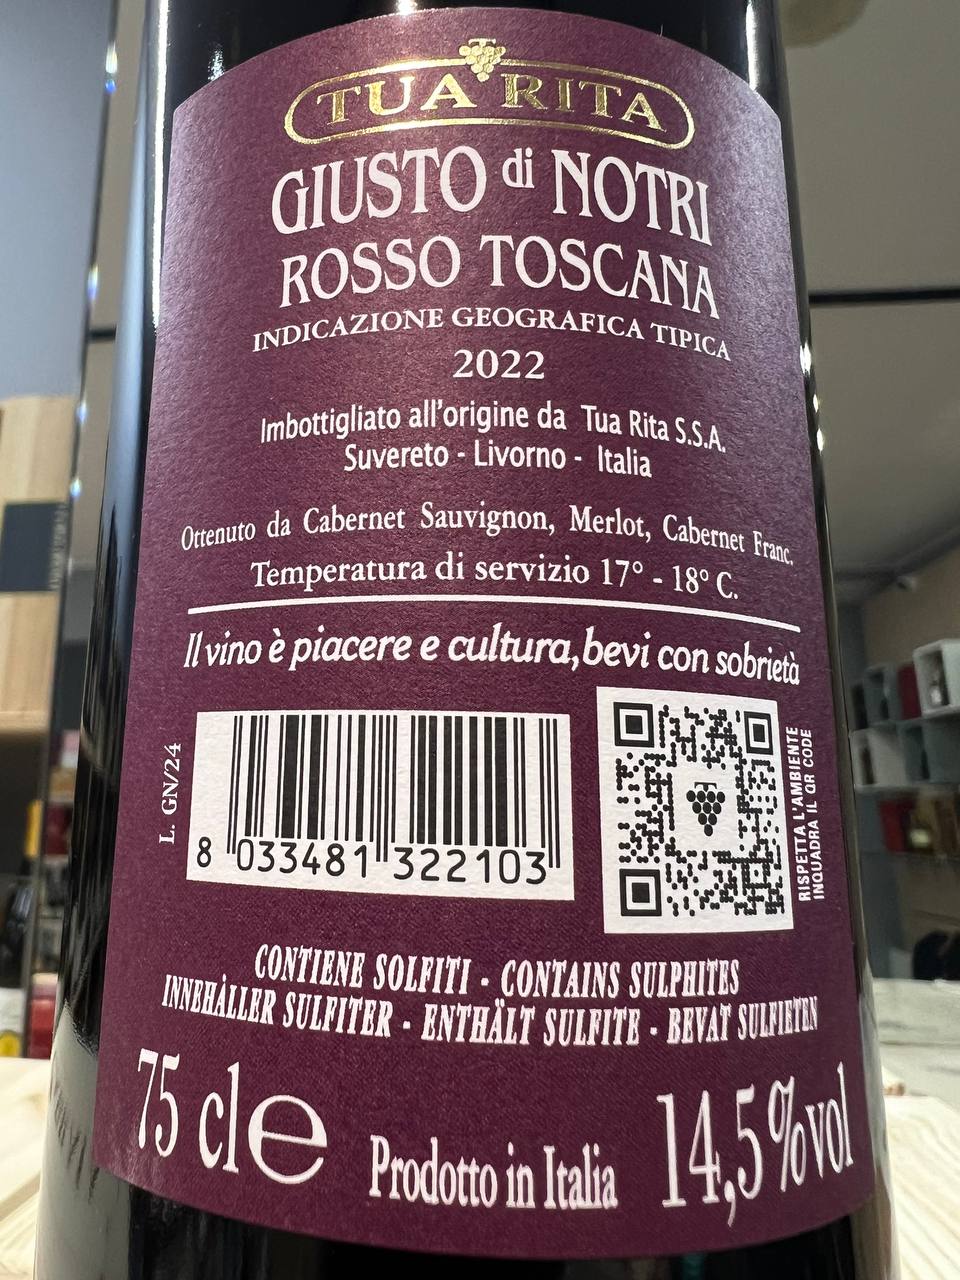 TUA RITA
GIUSTO di NOTRI
ROSSO TOSCANA
INDICAZIONE GEOGRAFICA TIPICA
2022
Imbottigliato all'origine da Tua Rita S.S.A.
Suvereto - Livorno - Italia
Ottenuto da Cabernet Sauvignon, Merlot, Cabernet Franc.
Temperatura di servizio 17° - 18° C.
Il vino è piacere e cultura, bevi con sobrietà
L. GN/24
8 033481 322103
RISPETTA L'AMBIENTE
INQUADRA IL QR CODE
CONTIENE SOLFITI - CONTAINS SULPHITES
INNEHÅLLER SULFITER - ENTHÄLT SULFITE - BEVAT SULFIETEN
75 cl e
Prodotto in Italia
14,5%vol